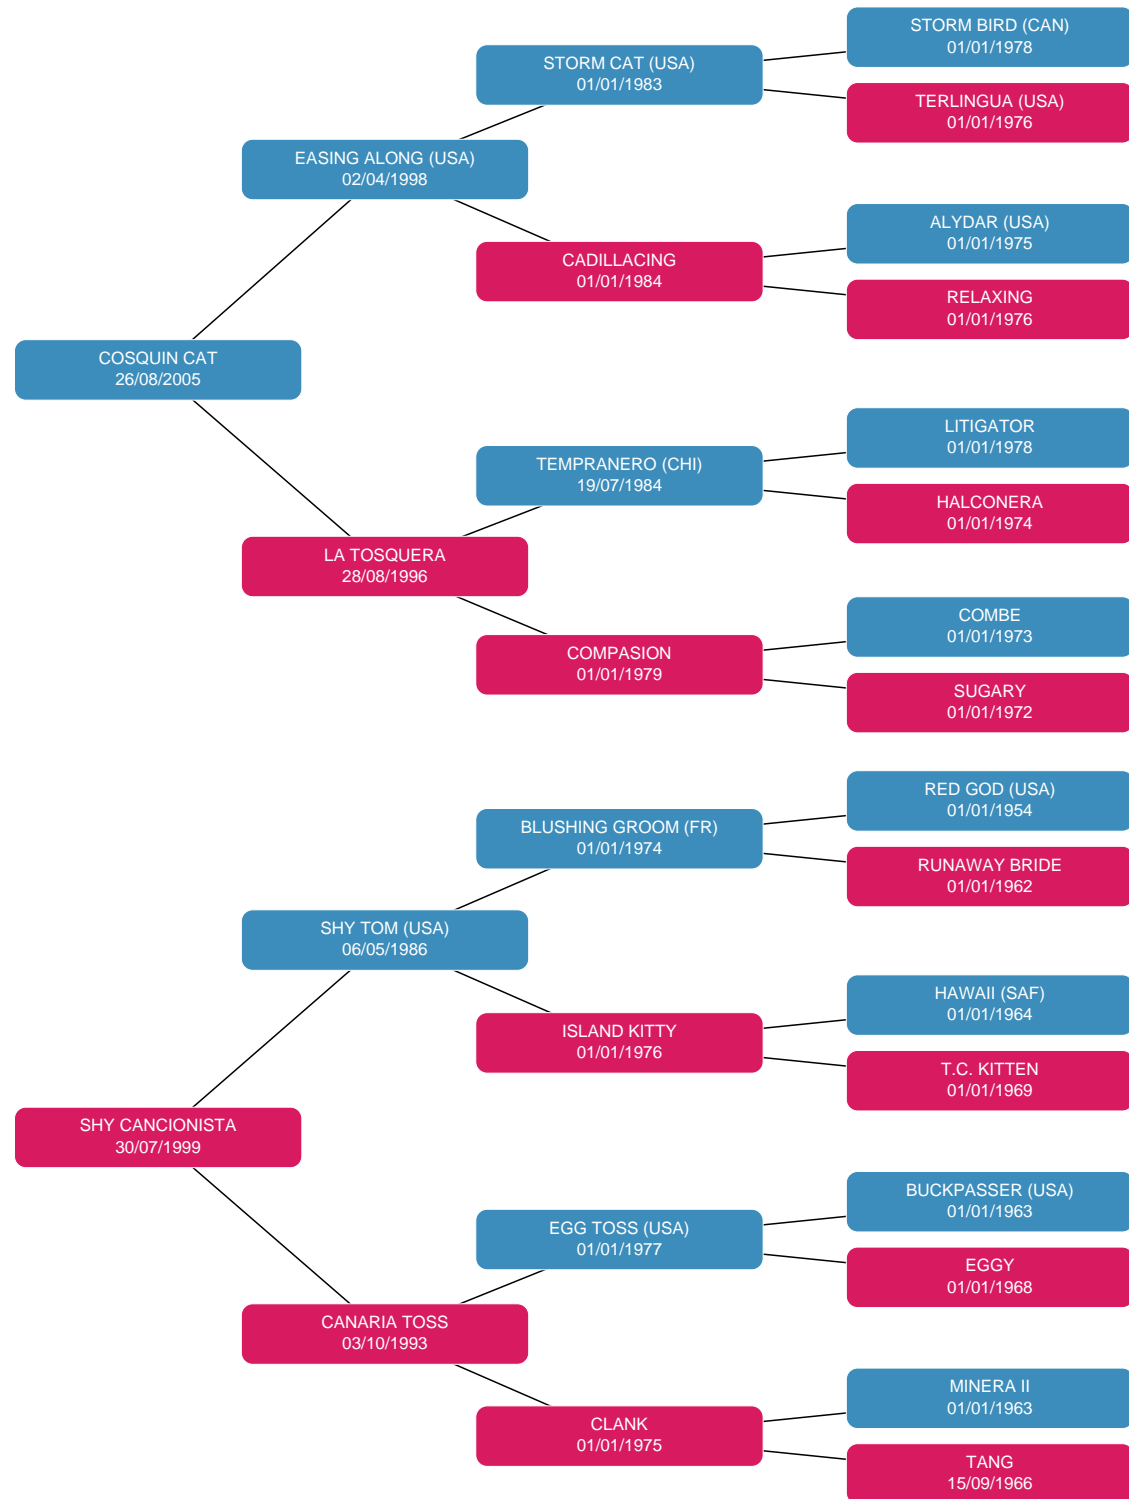 STORM BIRD (CAN)
01/01/1978
STORM CAT (USA)
01/01/1983
TERLINGUA (USA)
01/01/1976
EASING ALONG (USA)
02/04/1998
ALYDAR (USA)
01/01/1975
CADILLACING
01/01/1984
RELAXING
01/01/1976
COSQUIN CAT
26/08/2005
LITIGATOR
01/01/1978
TEMPRANERO (CHI)
19/07/1984
HALCONERA
01/01/1974
LA TOSQUERA
28/08/1996
COMBE
01/01/1973
COMPASION
01/01/1979
SUGARY
01/01/1972
RED GOD (USA)
01/01/1954
BLUSHING GROOM (FR)
01/01/1974
RUNAWAY BRIDE
01/01/1962
SHY TOM (USA)
06/05/1986
HAWAII (SAF)
01/01/1964
ISLAND KITTY
01/01/1976
T.C. KITTEN
01/01/1969
SHY CANCIONISTA
30/07/1999
BUCKPASSER (USA)
01/01/1963
EGG TOSS (USA)
01/01/1977
EGGY
01/01/1968
CANARIA TOSS
03/10/1993
MINERA II
01/01/1963
CLANK
01/01/1975
TANG
15/09/1966